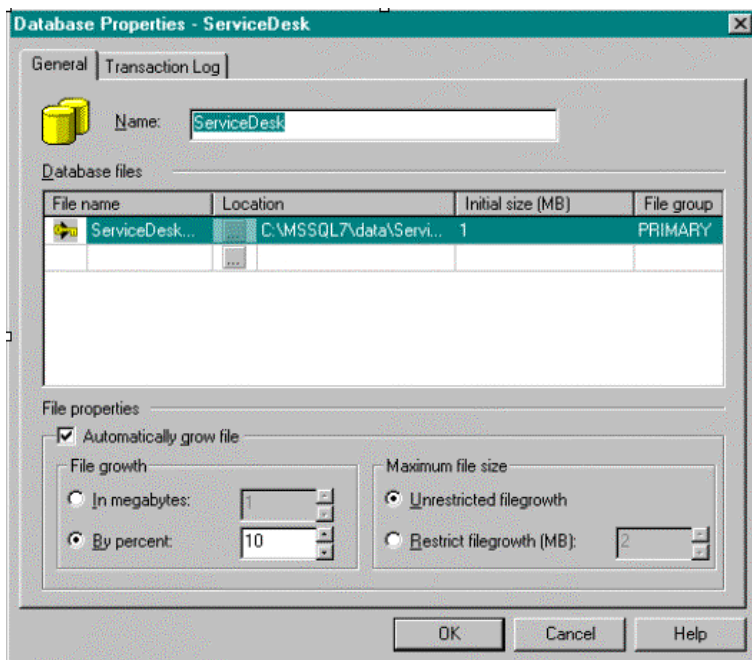 Database Properties - ServiceDesk
General Transaction Log
Name: ServiceDesk
Database files
File name Location Initial size (MB) File group
ServiceDesk... ... C:\MSSQL7\data\Servi... 1 PRIMARY
...
File properties
Automatically grow file
File growth Maximum file size
In megabytes: 1 Unrestricted filegrowth
By percent: 10 Restrict filegrowth (MB): 2
OK Cancel Help